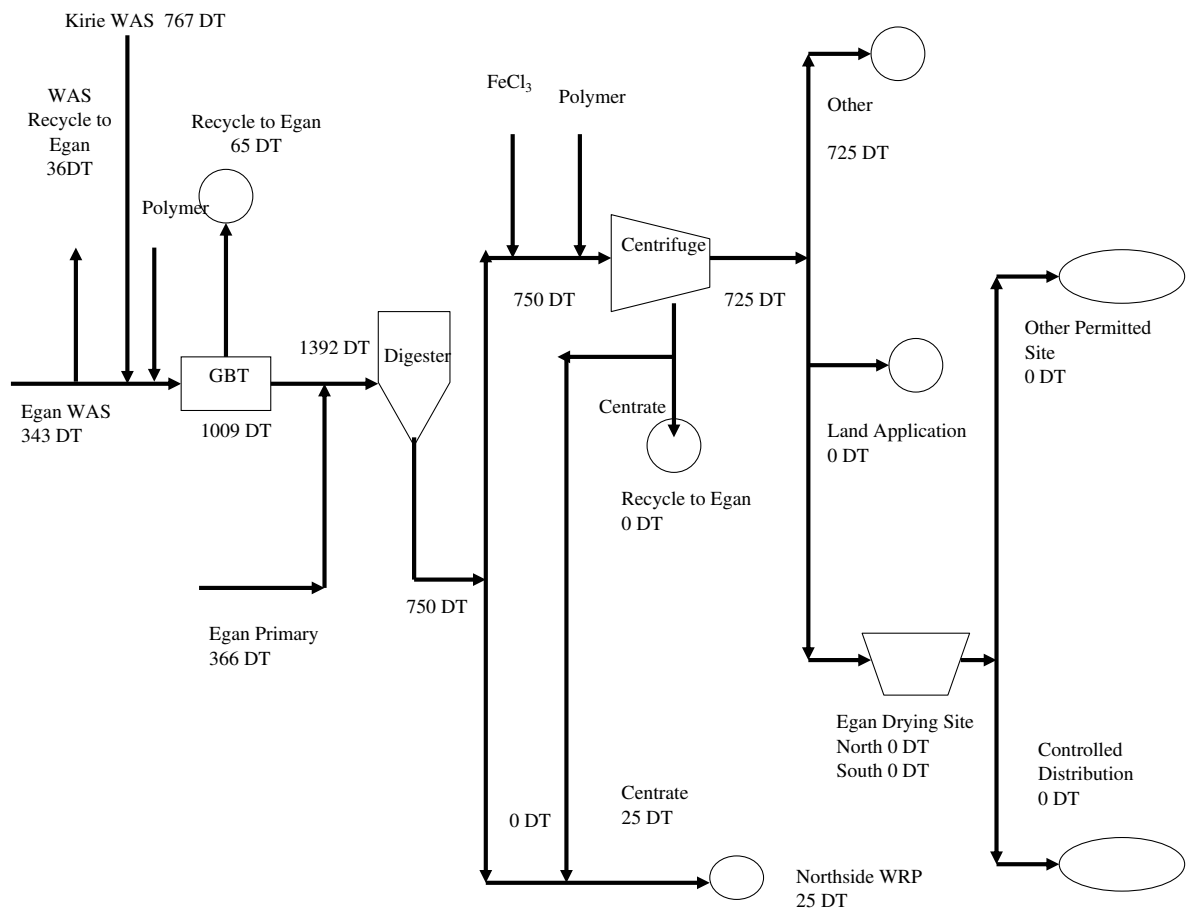 Kirie WAS 767 DT
WAS
Recycle to
Egan
36DT
Recycle to Egan
65 DT
Polymer
FeCl₃
Polymer
Other
725 DT
Centrifuge
750 DT
725 DT
1392 DT
Digester
GBT
Egan WAS
343 DT
1009 DT
Centrate
Recycle to Egan
0 DT
Other Permitted
Site
0 DT
Land Application
0 DT
Egan Primary
366 DT
750 DT
Egan Drying Site
North 0 DT
South 0 DT
Controlled
Distribution
0 DT
0 DT
Centrate
25 DT
Northside WRP
25 DT